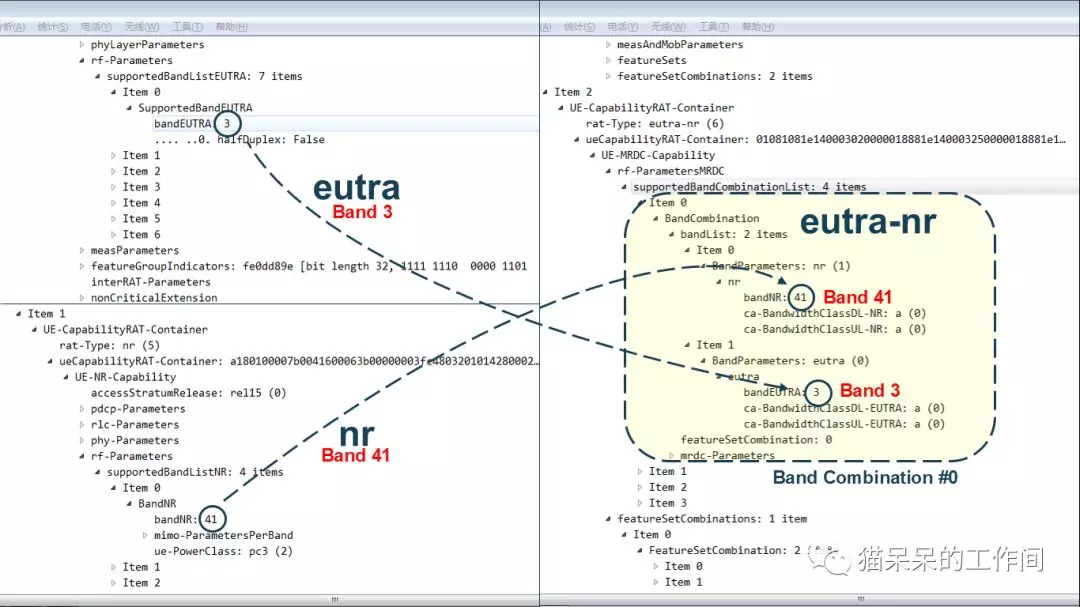 析(A) 统计(S) 电话(Y) 无线(W) 工具(T) 帮助(H)
phyLayerParameters
rf-Parameters
supportedBandListEUTRA: 7 items
Item 0
SupportedBandEUTRA
bandEUTRA: 3
.... ..0. halfDuplex: False
Item 1
Item 2
Item 3
Item 4
Item 5
Item 6
measParameters
featureGroupIndicators: fe0dd89e [bit length 32, 1111 1110  0000 1101
interRAT-Parameters
nonCriticalExtension
eutra
Band 3
Item 1
UE-CapabilityRAT-Container
rat-Type: nr (5)
ueCapabilityRAT-Container: a180100007b0041600063b00000003fe4803201014280002…
UE-NR-Capability
accessStratumRelease: rel15 (0)
pdcp-Parameters
rlc-Parameters
phy-Parameters
rf-Parameters
supportedBandListNR: 4 items
Item 0
BandNR
bandNR: 41
mimo-ParametersPerBand
ue-PowerClass: pc3 (2)
Item 1
Item 2
nr
Band 41
(A) 统计(S) 电话(Y) 无线(W) 工具(T) 帮助(H)
measAndMobParameters
featureSets
featureSetCombinations: 2 items
Item 2
UE-CapabilityRAT-Container
rat-Type: eutra-nr (6)
ueCapabilityRAT-Container: 01081081e140003020000018881e140003250000018881e1…
UE-MRDC-Capability
rf-ParametersMRDC
supportedBandCombinationList: 4 items
Item 0
BandCombination
bandList: 2 items
Item 0
BandParameters: nr (1)
nr
bandNR: 41
ca-BandwidthClassDL-NR: a (0)
ca-BandwidthClassUL-NR: a (0)
Item 1
BandParameters: eutra (0)
eutra
bandEUTRA: 3
ca-BandwidthClassDL-EUTRA: a (0)
ca-BandwidthClassUL-EUTRA: a (0)
featureSetCombination: 0
mrdc-Parameters
Item 1
Item 2
Item 3
featureSetCombinations: 1 item
Item 0
FeatureSetCombination: 2
Item 0
Item 1
eutra-nr
Band 41
Band 3
Band Combination #0
猫呆呆的工作间